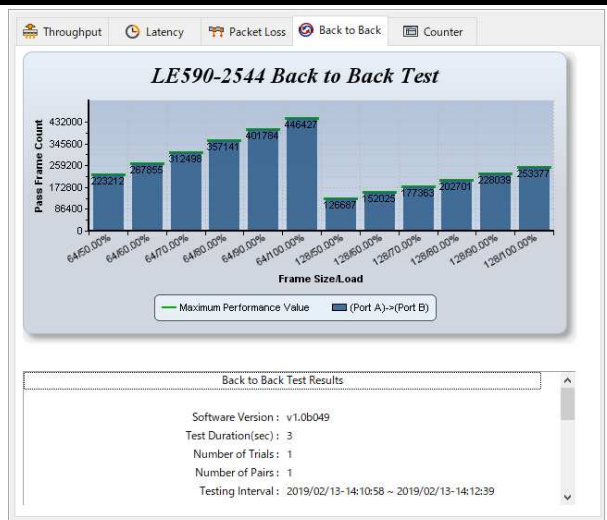 Throughput Latency Packet Loss Back to Back Counter
LE590-2544 Back to Back Test
Pass Frame Count
432000
345600
259200
172800
86400
0
223212 267855 312498 357141 401784 446427 126687 152025 177363 202701 228039 253377
64/50.00% 64/60.00% 64/70.00% 64/80.00% 64/90.00% 64/100.00% 128/50.00% 128/60.00% 128/70.00% 128/80.00% 128/90.00% 128/100.00%
Frame Size/Load
Maximum Performance Value (Port A)->(Port B)
Back to Back Test Results
Software Version : v1.0b049
Test Duration(sec) : 3
Number of Trials : 1
Number of Pairs : 1
Testing Interval : 2019/02/13-14:10:58 ~ 2019/02/13-14:12:39